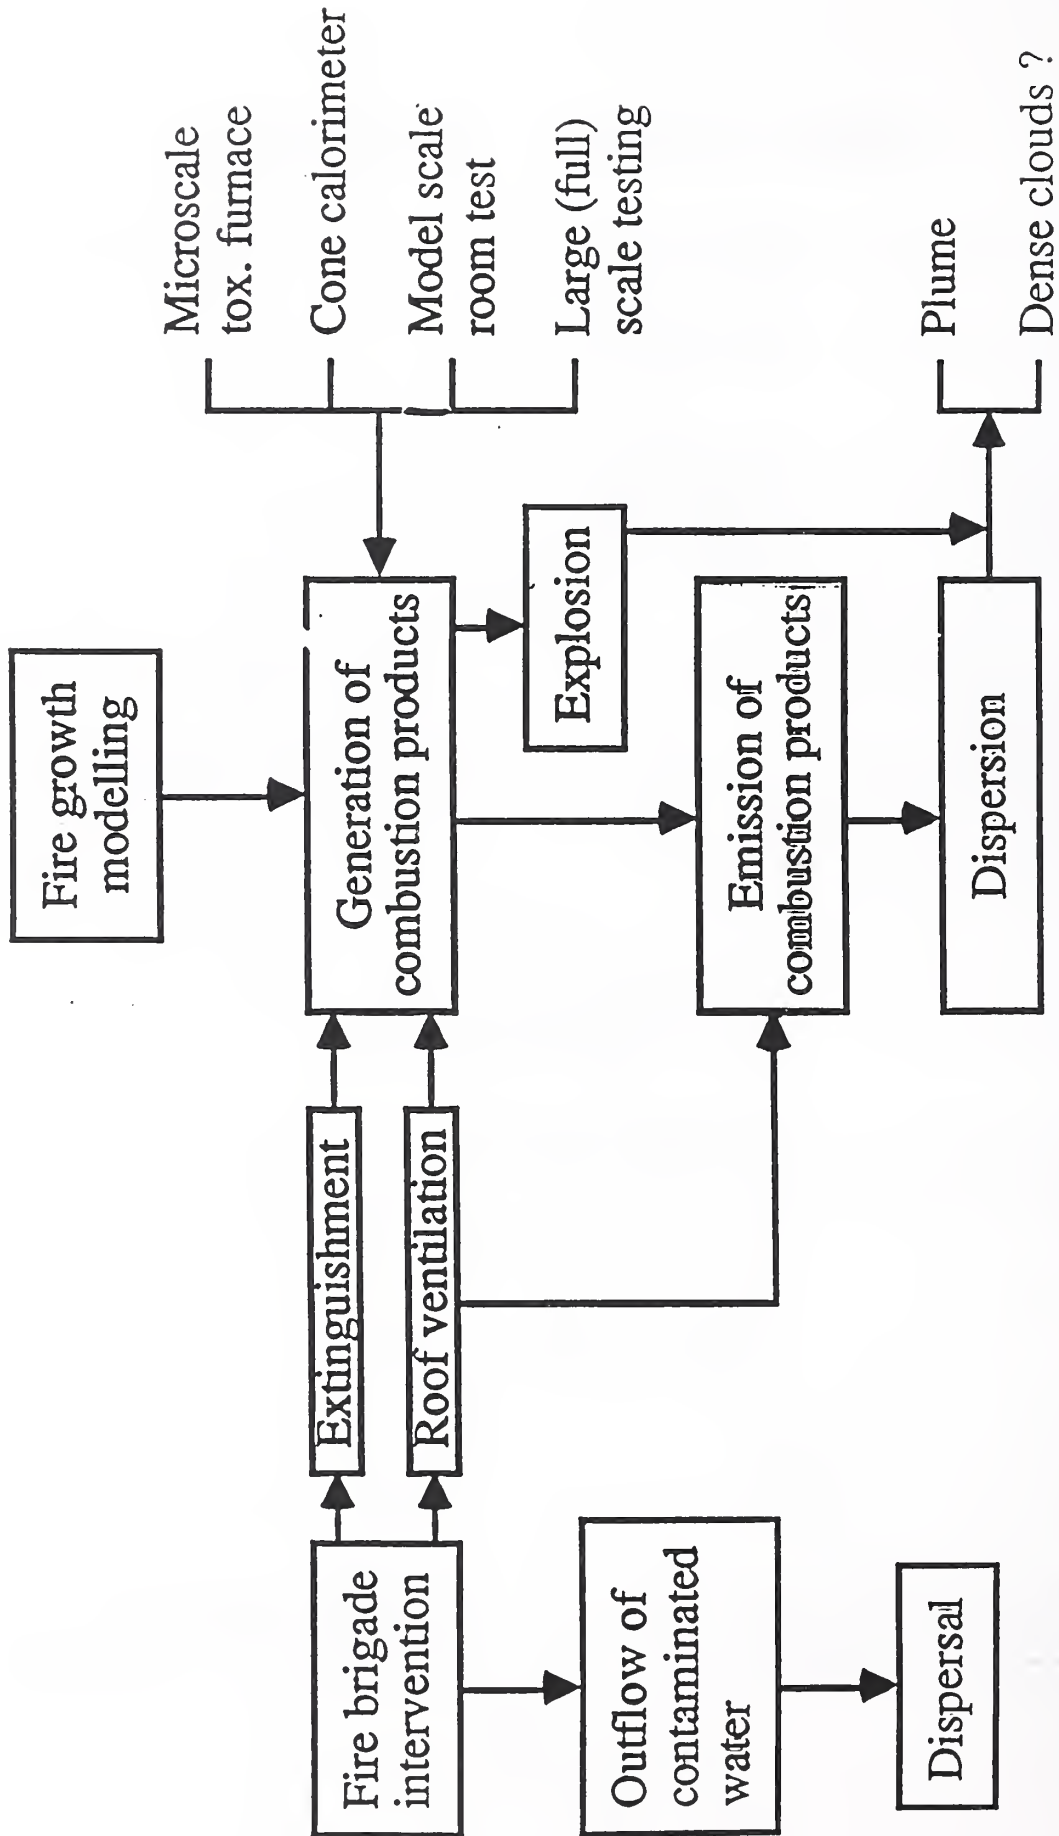 Fire growth
modelling
Microscale
tox. furnace
Cone calorimeter
Model scale
room test
Large (full)
scale testing
Fire brigade
intervention
Extinguishment
Roof ventilation
Generation of
combustion products
Explosion
Outflow of
contaminated
water
Emission of
combustion products
Dispersal
Dispersion
Plume
Dense clouds ?